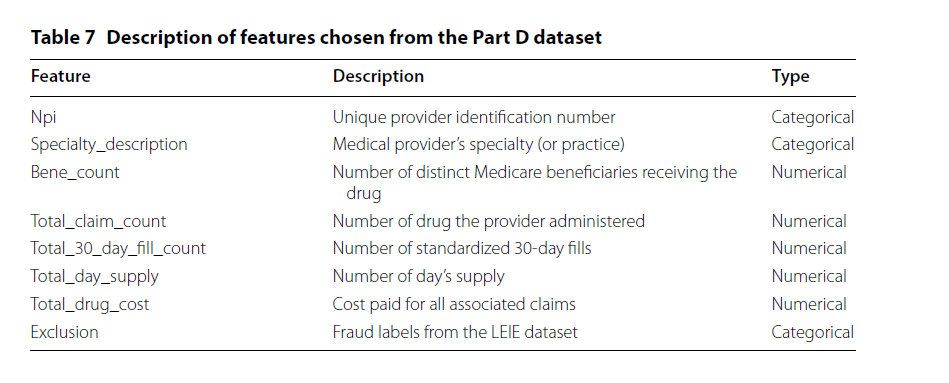 Table 7 Description of features chosen from the Part D dataset
Feature Description Type
Npi Unique provider identification number Categorical
Specialty_description Medical provider's specialty (or practice) Categorical
Bene_count Number of distinct Medicare beneficiaries receiving the Numerical
drug
Total_claim_count Number of drug the provider administered Numerical
Total_30_day_fill_count Number of standardized 30-day fills Numerical
Total_day_supply Number of day's supply Numerical
Total_drug_cost Cost paid for all associated claims Numerical
Exclusion Fraud labels from the LEIE dataset Categorical